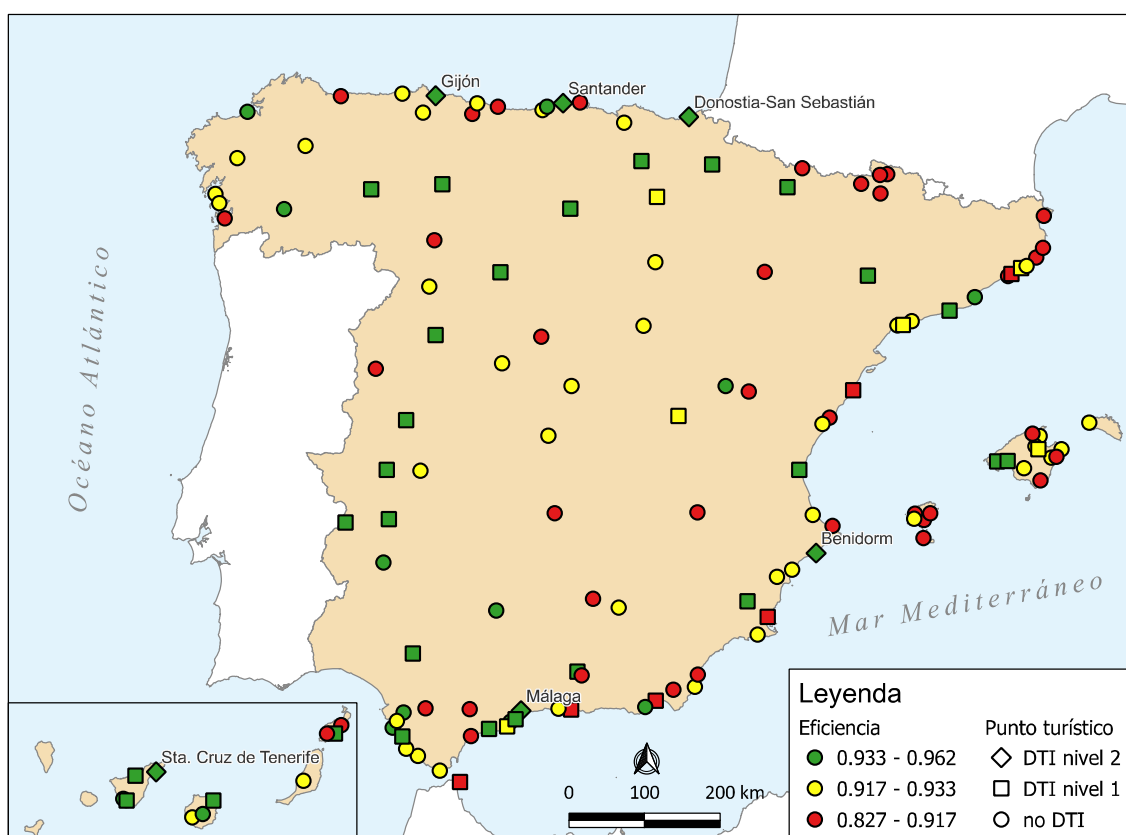 Gijón
Santander
Donostia-San Sebastián
Océano Atlántico
Benidorm
Mar Mediterráneo
Málaga
Sta. Cruz de Tenerife
0 100 200 km
Leyenda
Eficiencia
0.933 - 0.962
0.917 - 0.933
0.827 - 0.917
Punto turístico
DTI nivel 2
DTI nivel 1
no DTI